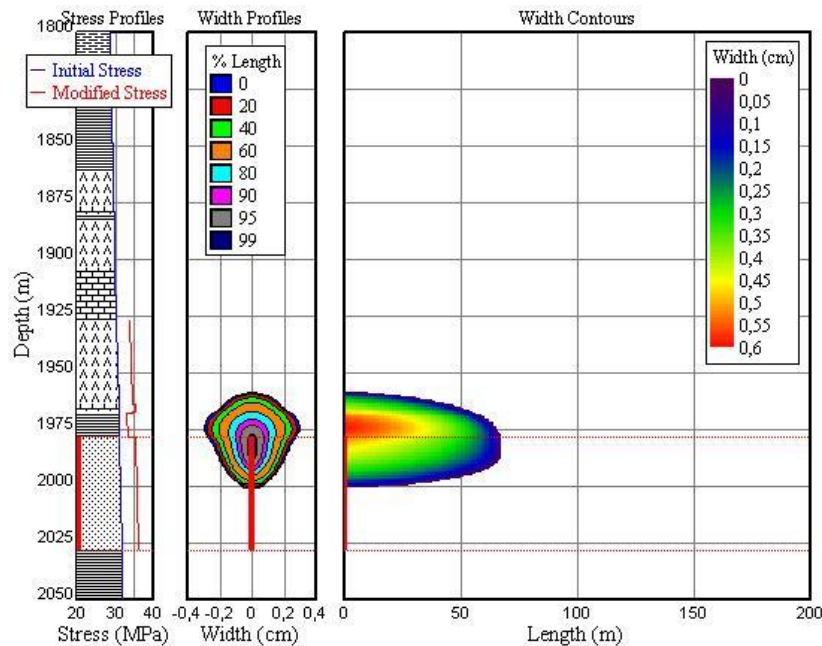 Stress Profiles
Width Profiles
Width Contours
Initial Stress
Modified Stress
Depth (m)
1800
1850
1875
1900
1925
1950
1975
2000
2025
2050
20 30 40
Stress (MPa)
% Length
0
20
40
60
80
90
95
99
-0,4 -0,2 0 0,2 0,4
Width (cm)
Width (cm)
0
0,05
0,1
0,15
0,2
0,25
0,3
0,35
0,4
0,45
0,5
0,55
0,6
0 50 100 150 200
Length (m)